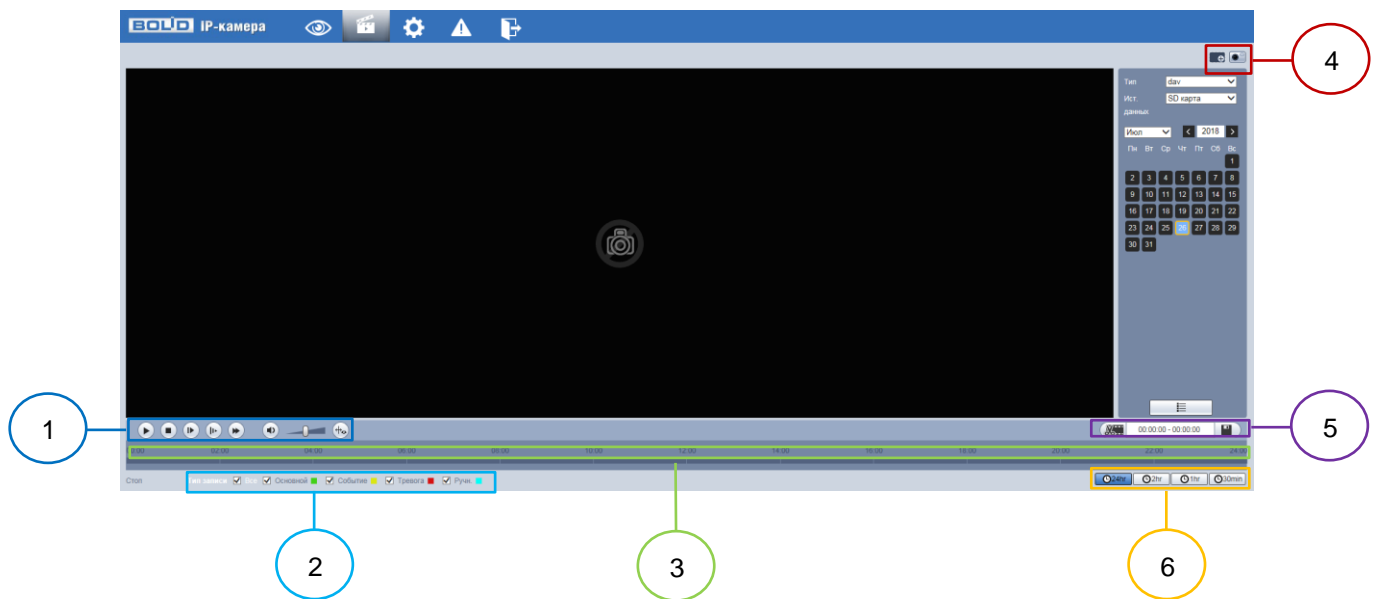 BOLID IP-камера
4
Тип dav
Ист. SD карта
данных
Июл 2018
Пн Вт Ср Чт Пт Сб Вс
1
2 3 4 5 6 7 8
9 10 11 12 13 14 15
16 17 18 19 20 21 22
23 24 25 26 27 28 29
30 31
1
00:00:00 - 00:00:00
5
0:00 02:00 04:00 06:00 08:00 10:00 12:00 14:00 16:00 18:00 20:00 22:00 24:00
Стоп Тип записи Все Основной Событие Тревога Ручн. 24hr 2hr 1hr 30min
2
3
6